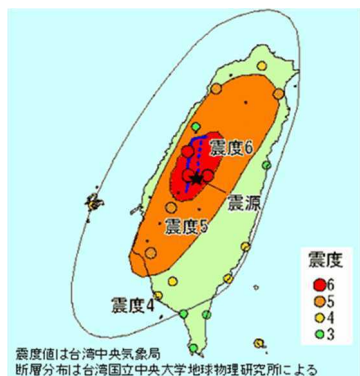 震度6
震源
震度5
震度4
震度
6
5
4
3
震度値は台湾中央気象局
断層分布は台湾国立中央大学地球物理研究所による